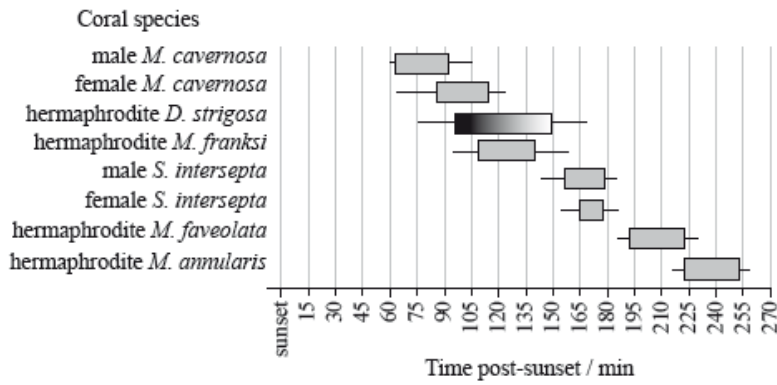 Coral species
male M. cavernosa
female M. cavernosa
hermaphrodite D. strigosa
hermaphrodite M. franksi
male S. intersepta
female S. intersepta
hermaphrodite M. faveolata
hermaphrodite M. annularis
sunset 15 30 45 60 75 90 105 120 135 150 165 180 195 210 225 240 255 270
Time post-sunset / min